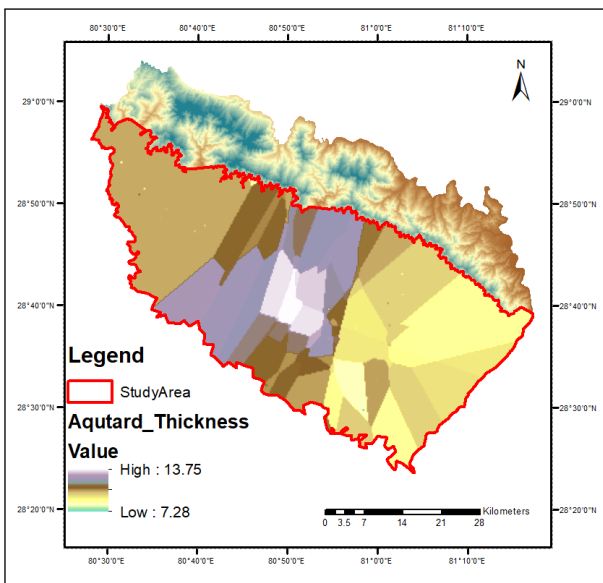 80°30'0"E 80°40'0"E 80°50'0"E 81°0'0"E 81°10'0"E
N
29°0'0"N 29°0'0"N
28°50'0"N 28°50'0"N
28°40'0"N 28°40'0"N
28°30'0"N 28°30'0"N
28°20'0"N 28°20'0"N
Legend
StudyArea
Aqutard_Thickness
Value
High : 13.75
Low : 7.28
Kilometers
0 3.5 7 14 21 28
80°30'0"E 80°40'0"E 80°50'0"E 81°0'0"E 81°10'0"E